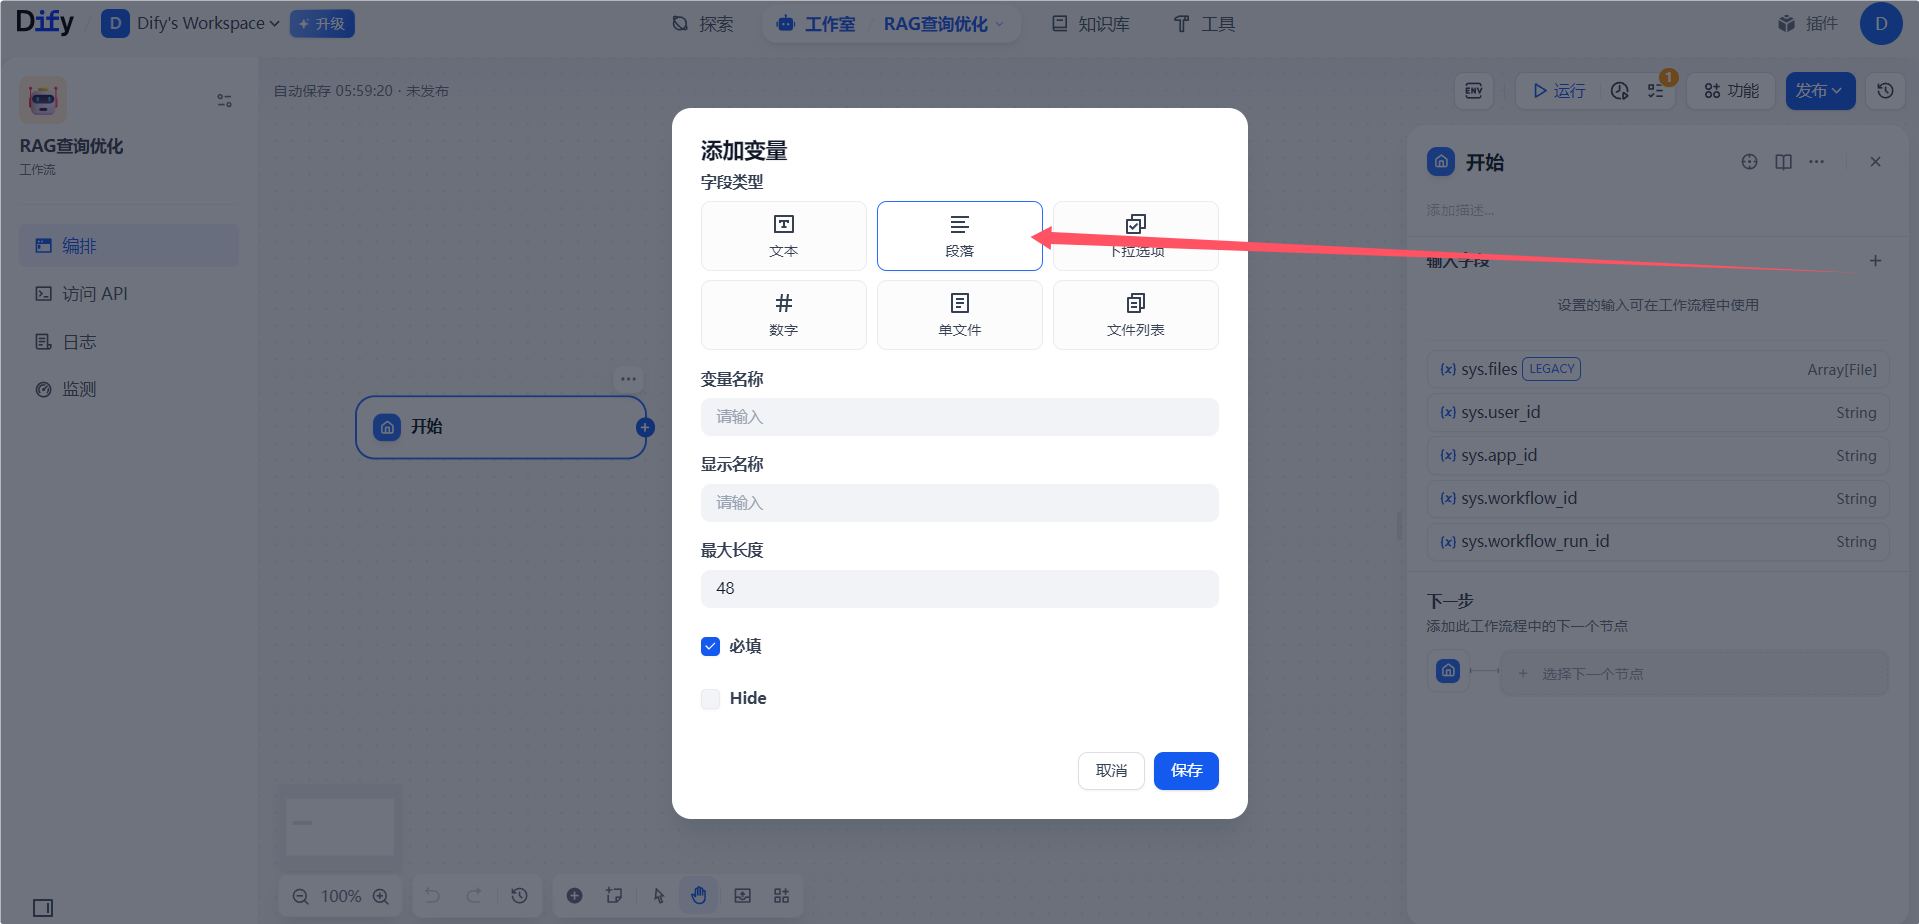 Dify / D Dify's Workspace 升级 探索 工作室 / RAG查询优化 知识库 工具 插件 D
自动保存 05:59:20 · 未发布
ENV 运行 1 功能 发布
RAG查询优化
工作流
编排
访问 API
日志
监测
开始
添加变量
字段类型
文本 段落 下拉选项
数字 单文件 文件列表
变量名称
请输入
显示名称
请输入
最大长度
48
必填
Hide
取消 保存
开始
添加描述...
输入字段
设置的输入可在工作流程中使用
{x} sys.files LEGACY Array[File]
{x} sys.user_id String
{x} sys.app_id String
{x} sys.workflow_id String
{x} sys.workflow_run_id String
下一步
添加此工作流程中的下一个节点
选择下一个节点
100%